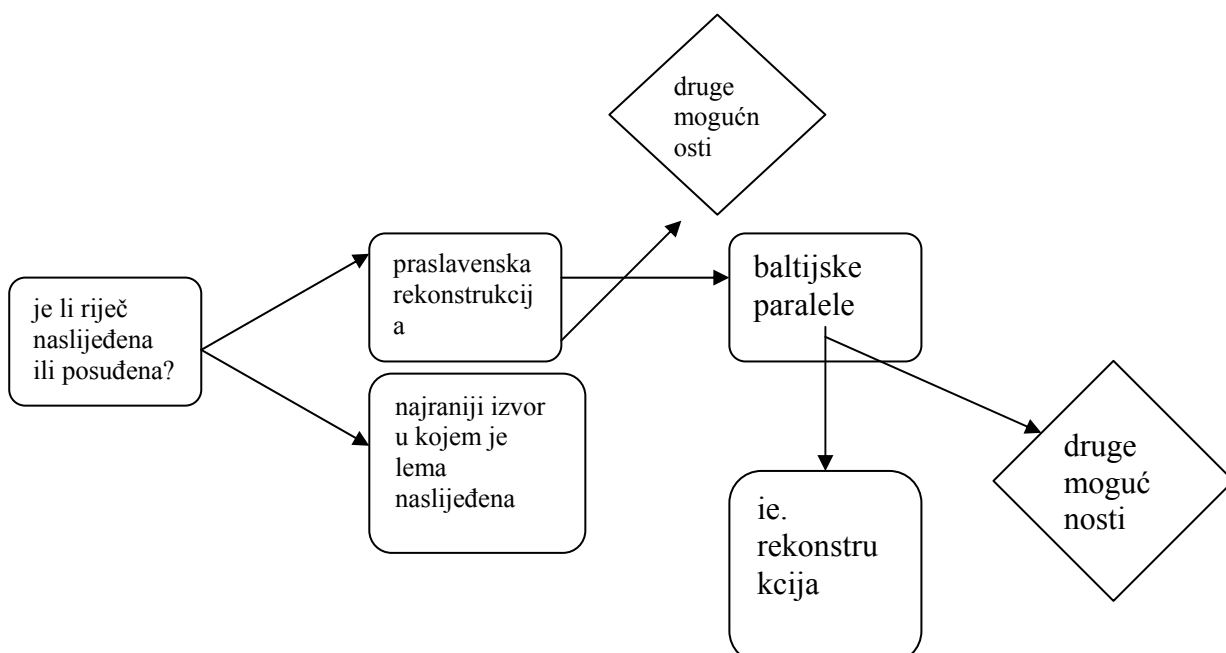 druge
mogućn
osti
je li riječ
naslijeđena
ili posuđena?
praslavenska
rekonstrukcij
a
najraniji izvor
u kojem je
lema
naslijeđena
baltijske
paralele
ie.
rekonstru
kcija
druge
moguć
nosti